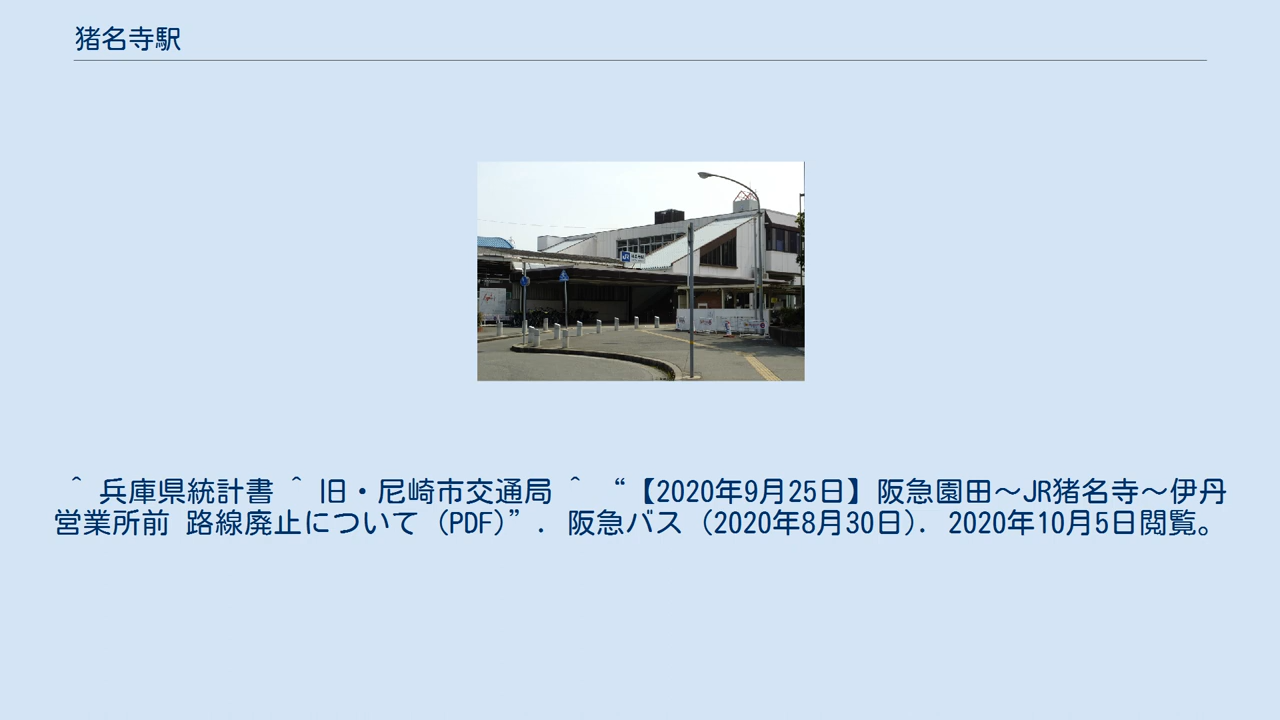 猪名寺駅
JR
^ 兵庫県統計書 ^ 旧・尼崎市交通局 ^ “【2020年9月25日】阪急園田～JR猪名寺～伊丹
営業所前 路線廃止について (PDF)”. 阪急バス (2020年8月30日). 2020年10月5日閲覧。